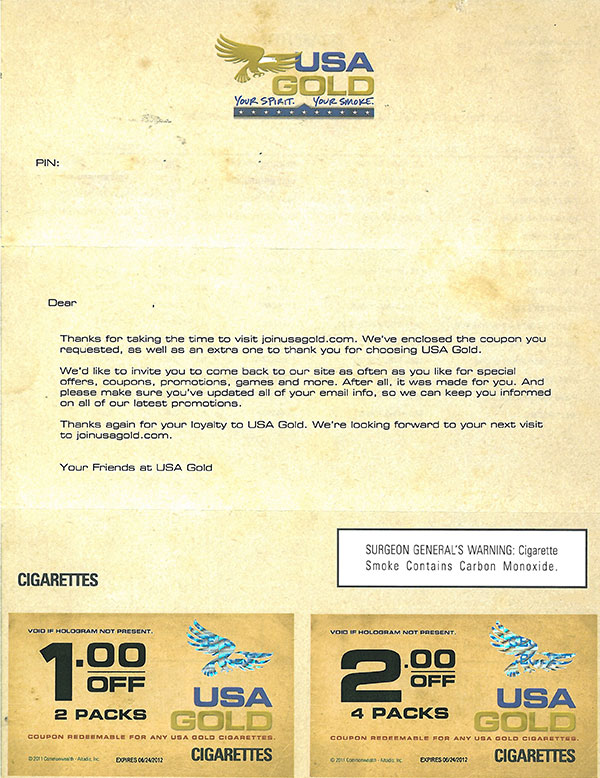 USA
GOLD
YOUR SPIRIT. YOUR SMOKE.
PIN:
Dear
Thanks for taking the time to visit joinusagold.com. We've enclosed the coupon you
requested, as well as an extra one to thank you for choosing USA Gold.
We'd like to invite you to come back to our site as often as you like for special
offers, coupons, promotions, games and more. After all, it was made for you. And
please make sure you've updated all of your email info, so we can keep you informed
on all of our latest promotions.
Thanks again for your loyalty to USA Gold. We're looking forward to your next visit
to joinusagold.com.
Your Friends at USA Gold
SURGEON GENERAL'S WARNING: Cigarette
Smoke Contains Carbon Monoxide.
CIGARETTES
VOID IF HOLOGRAM NOT PRESENT.
1.00
OFF
2 PACKS
USA
GOLD
COUPON REDEEMABLE FOR ANY USA GOLD CIGARETTES.
CIGARETTES
© 2011 Commonwealth - Altadis, Inc. EXPIRES 06/24/2012
VOID IF HOLOGRAM NOT PRESENT.
2.00
OFF
4 PACKS
USA
GOLD
COUPON REDEEMABLE FOR ANY USA GOLD CIGARETTES.
CIGARETTES
© 2011 Commonwealth - Altadis, Inc. EXPIRES 06/24/2012